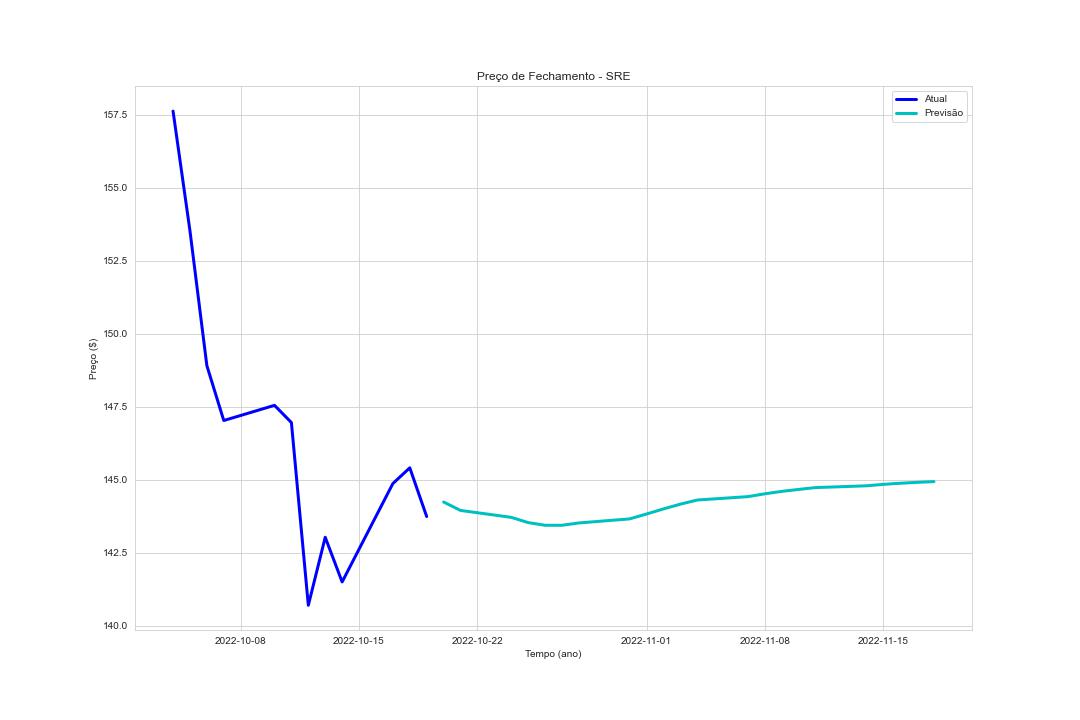 Preço de Fechamento - SRE
Atual
Previsão
157.5
155.0
152.5
150.0
147.5
145.0
142.5
140.0
Preço ($)
2022-10-08
2022-10-15
2022-10-22
2022-11-01
2022-11-08
2022-11-15
Tempo (ano)